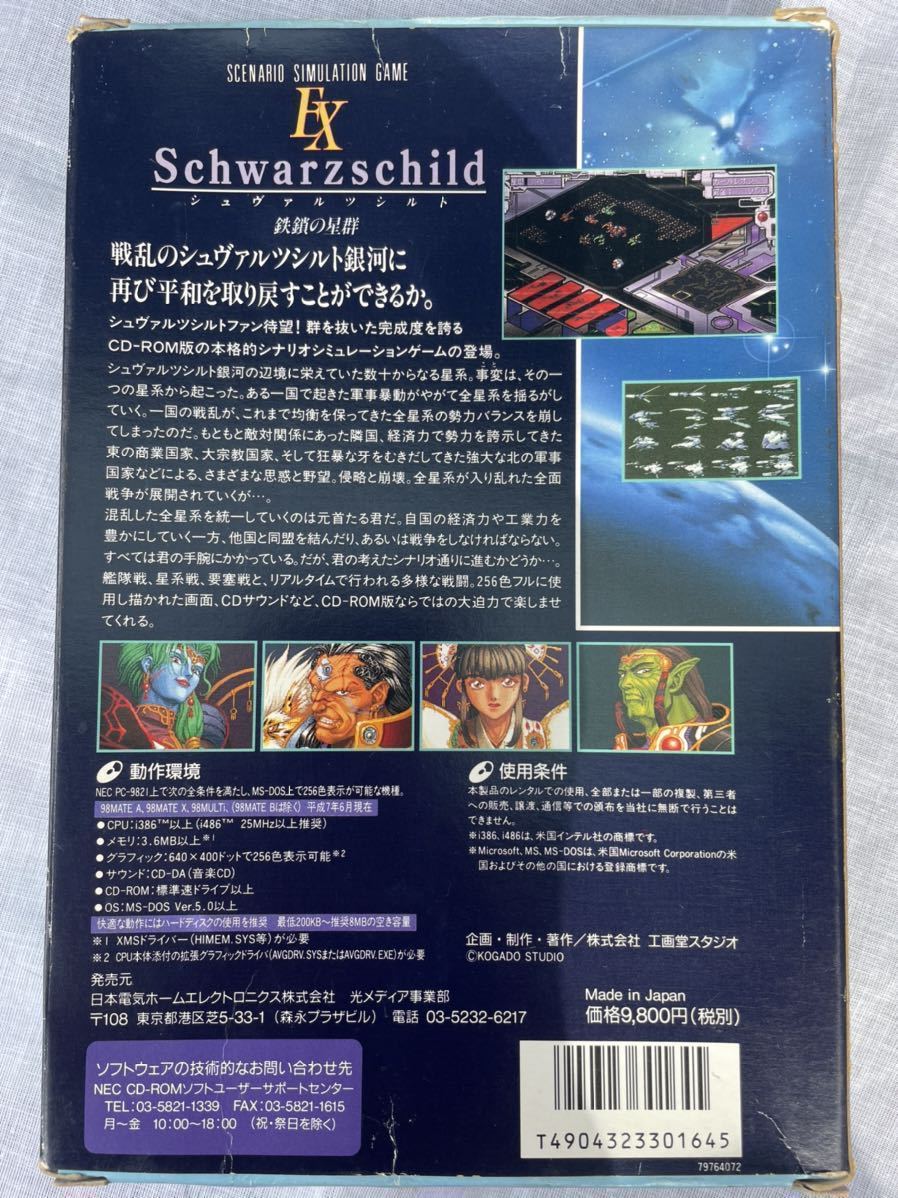 SCENARIO SIMULATION GAME
EX
Schwarzschild
シュヴァルツシルト
鉄鎖の星群
戦乱のシュヴァルツシルト銀河に
再び平和を取り戻すことができるか。
シュヴァルツシルトファン待望!群を抜いた完成度を誇る
CD-ROM版の本格的シナリオシミュレーションゲームの登場。
シュヴァルツシルト銀河の辺境に栄えていた数十からなる星系。事変は、その一
つの星系から起こった。ある一国で起きた軍事暴動がやがて全星系を揺るがし
ていく。一国の戦乱が、これまで均衡を保ってきた全星系の勢力バランスを崩し
てしまったのだ。もともと敵対関係にあった隣国、経済力で勢力を誇示してきた
東の商業国家、大宗教国家、そして狂暴な牙をむきだしてきた強大な北の軍事
国家などによる、さまざまな思惑と野望。侵略と崩壊。全星系が入り乱れた全面
戦争が展開されていくが…。
混乱した全星系を統一していくのは元首たる君だ。自国の経済力や工業力を
豊かにしていく一方、他国と同盟を結んだり、あるいは戦争をしなければならない。
すべては君の手腕にかかっている。だが、君の考えたシナリオ通りに進むかどうか…。
艦隊戦、星系戦、要塞戦と、リアルタイムで行われる多様な戦闘。256色フルに使
用し描かれた画面、CDサウンドなど、CD-ROM版ならではの大迫力で楽しませ
てくれる。
動作環境
NEC PC-9821上で次の全条件を満たし、MS-DOS上で256色表示が可能な機種。
98MATE A、98MATE X、98MULTi、(98MATE Bは除く) 平成7年6月現在
●CPU:i386™以上(i486™ 25MHz以上推奨)
●メモリ:3.6MB以上※1
●グラフィック:640×400ドットで256色表示可能※2
●サウンド:CD-DA(音楽CD)
●CD-ROM:標準速ドライブ以上
●OS:MS-DOS Ver.5.0以上
快適な動作にはハードディスクの使用を推奨 最低200KB〜推奨8MBの空き容量
※1 XMSドライバー(HIMEM.SYS等)が必要
※2 CPU本体添付の拡張グラフィックドライバ(AVGDRV.SYSまたはAVGDRV.EXE)が必要
使用条件
本製品のレンタルでの使用、全部または一部の複製、第三者
への販売、譲渡、通信等での頒布を当社に無断で行うことは
できません。
※i386、i486は、米国インテル社の商標です。
※Microsoft、MS、MS-DOSは、米国Microsoft Corporationの米
国およびその他の国における登録商標です。
企画・制作・著作/株式会社 工画堂スタジオ
©KOGADO STUDIO
発売元
日本電気ホームエレクトロニクス株式会社 光メディア事業部
〒108 東京都港区芝5-33-1(森永プラザビル) 電話 03-5232-6217
Made in Japan
価格9,800円(税別)
ソフトウェアの技術的なお問い合わせ先
NEC CD-ROMソフトユーザーサポートセンター
TEL:03-5821-1339 FAX:03-5821-1615
月〜金 10:00〜18:00 (祝・祭日を除く)
T4904323301645
79764072